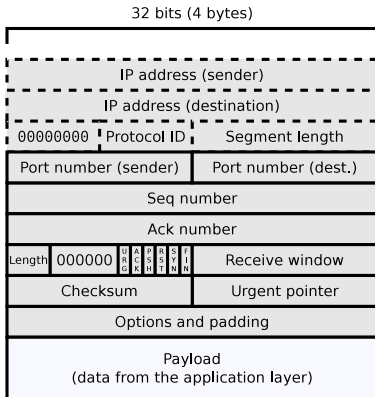 32 bits (4 bytes)
IP address (sender)
IP address (destination)
00000000 Protocol ID Segment length
Port number (sender) Port number (dest.)
Seq number
Ack number
Length 000000 URG ACK PSH RST SYN FIN Receive window
Checksum Urgent pointer
Options and padding
Payload
(data from the application layer)